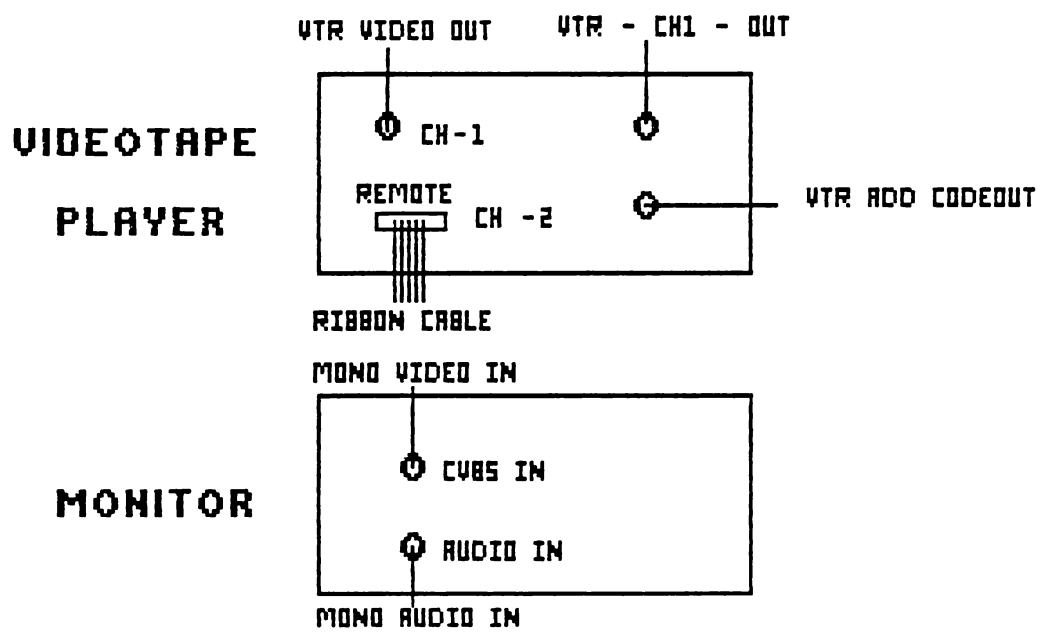 VTR VIDEO OUT
VTR - CH1 - OUT
VIDEOTAPE
PLAYER
CH-1
REMOTE
CH -2
VTR ADD CODEOUT
RIBBON CABLE
MONO VIDEO IN
MONITOR
CVBS IN
AUDIO IN
MONO AUDIO IN